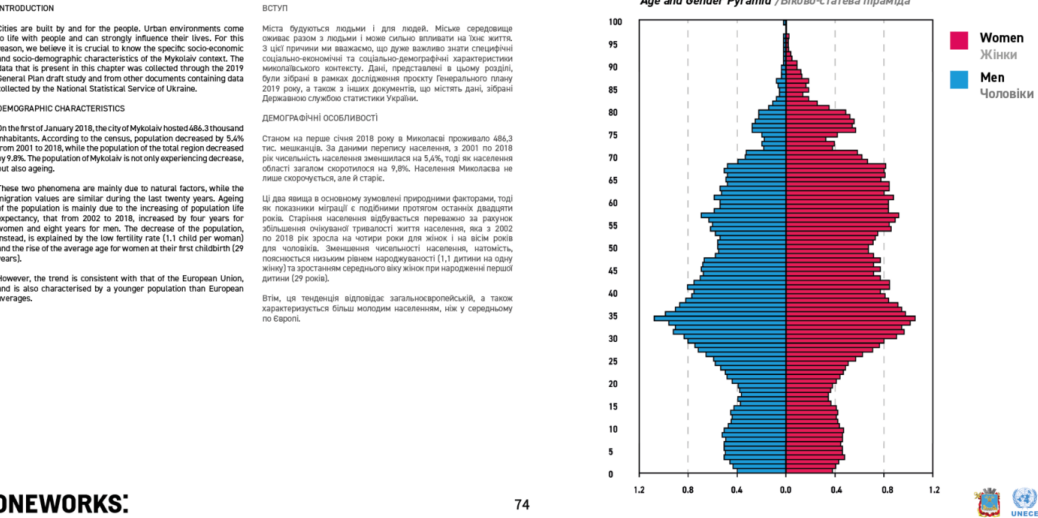 NTRODUCTION
Cities are built by and for the people. Urban environments come
to life with people and can strongly influence their lives. For this
reason, we believe it is crucial to know the specific socio-economic
and socio-demographic characteristics of the Mykolaiv context. The
data that is present in this chapter was collected through the 2019
General Plan draft study and from other documents containing data
collected by the National Statistical Service of Ukraine.
DEMOGRAPHIC CHARACTERISTICS
On the first of January 2018, the city of Mykolaiv hosted 486.3 thousand
inhabitants. According to the census, population decreased by 5.4%
from 2001 to 2018, while the population of the total region decreased
by 9.8%. The population of Mykolaiv is not only experiencing decrease,
but also ageing.
These two phenomena are mainly due to natural factors, while the
migration values are similar during the last twenty years. Ageing
of the population is mainly due to the increasing of population life
expectancy, that from 2002 to 2018, increased by four years for
women and eight years for men. The decrease of the population,
instead, is explained by the low fertility rate (1.1 child per woman)
and the rise of the average age for women at their first childbirth (29
years).
However, the trend is consistent with that of the European Union,
and is also characterised by a younger population than European
averages.
ВСТУП
Міста будуються людьми і для людей. Міське середовище
оживає разом з людьми і може сильно впливати на їхнє життя.
З цієї причини ми вважаємо, що дуже важливо знати специфічні
соціально-економічні та соціально-демографічні характеристики
миколаївського контексту. Дані, представлені в цьому розділі,
були зібрані в рамках дослідження проєкту Генерального плану
2019 року, а також з інших документів, що містять дані, зібрані
Державною службою статистики України.
ДЕМОГРАФІЧНІ ОСОБЛИВОСТІ
Станом на перше січня 2018 року в Миколаєві проживало 486,3
тис. мешканців. За даними перепису населення, з 2001 по 2018
рік чисельність населення зменшилася на 5,4%, тоді як населення
області загалом скоротилося на 9,8%. Населення Миколаєва не
лише скорочується, але й старіє.
Ці два явища в основному зумовлені природними факторами, тоді
як показники міграції є подібними протягом останніх двадцяти
років. Старіння населення відбувається переважно за рахунок
збільшення очікуваної тривалості життя населення, яка з 2002
по 2018 рік зросла на чотири роки для жінок і на вісім років
для чоловіків. Зменшення чисельності населення, натомість,
пояснюється низьким рівнем народжуваності (1,1 дитини на одну
жінку) та зростанням середнього віку жінок при народженні першої
дитини (29 років).
Втім, ця тенденція відповідає загальноєвропейській, а також
характеризується більш молодим населенням, ніж у середньому
по Європі.
Age and Gender Pyramid / Віково-статева піраміда
100
95
90
85
80
75
70
65
60
55
50
45
40
35
30
25
20
15
10
5
0
1.2 0.8 0.4 0.0 0.4 0.8 1.2
Women
Жінки
Men
Чоловіки
ONEWORKS:
74
UNECE